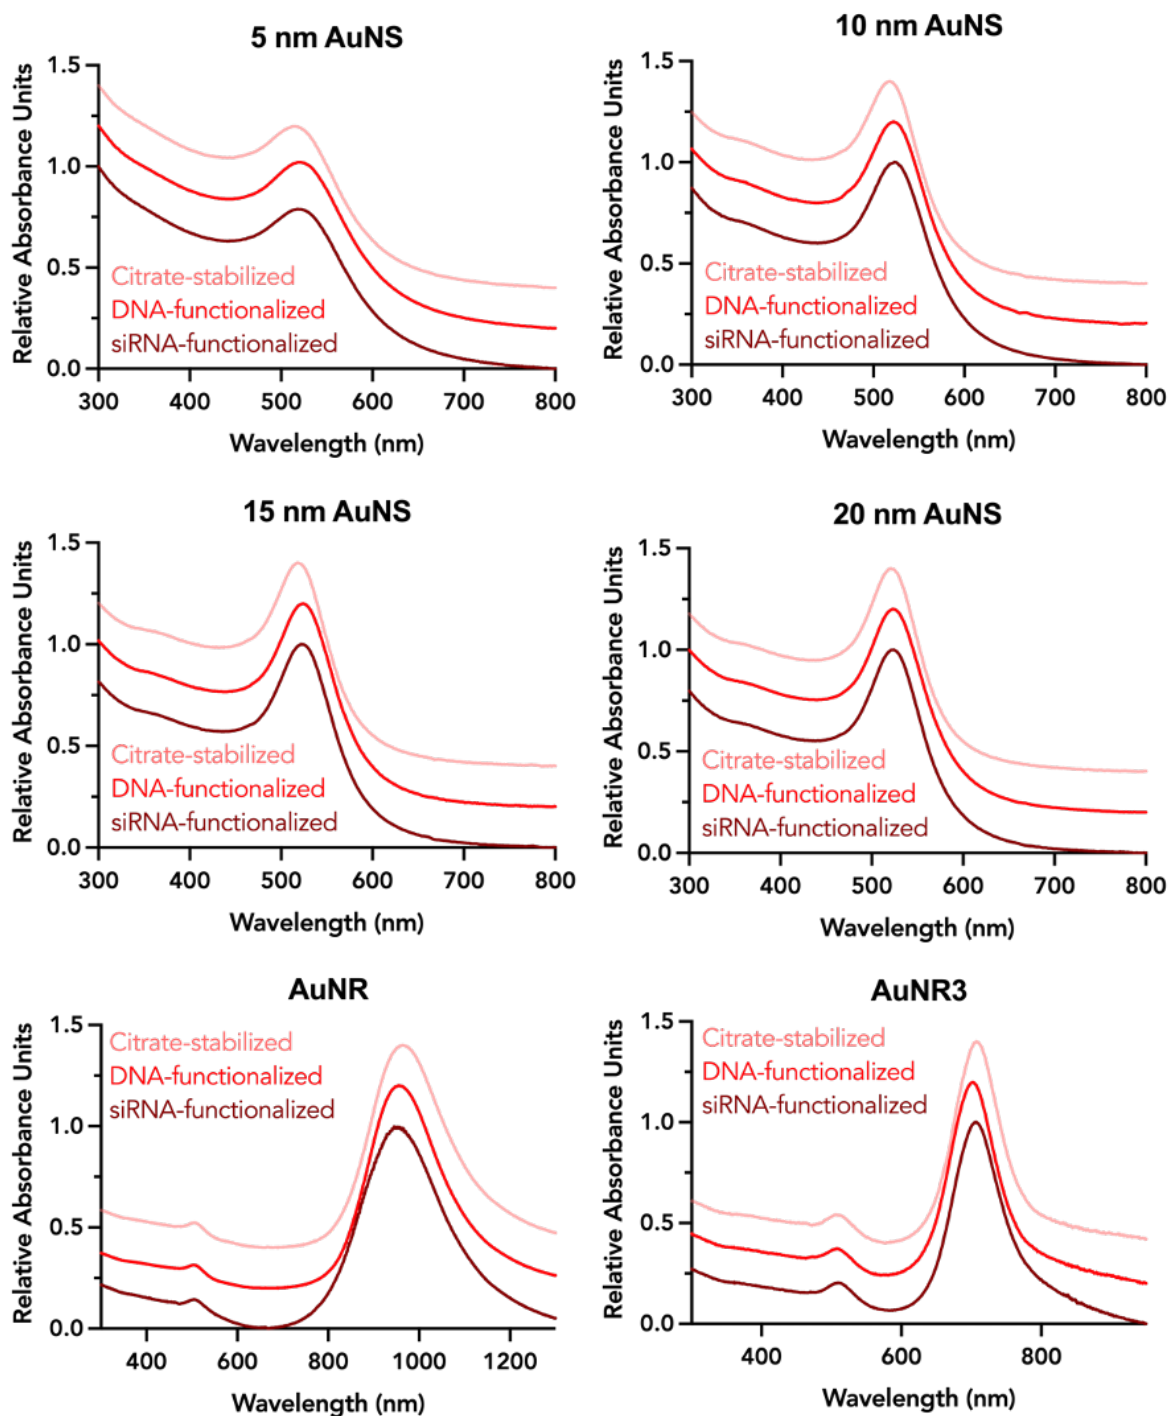 5 nm AuNS
Relative Absorbance Units
1.5
1.0
0.5
0.0
Citrate-stabilized
DNA-functionalized
siRNA-functionalized
300 400 500 600 700 800
Wavelength (nm)
10 nm AuNS
Relative Absorbance Units
1.5
1.0
0.5
0.0
Citrate-stabilized
DNA-functionalized
siRNA-functionalized
300 400 500 600 700 800
Wavelength (nm)
15 nm AuNS
Relative Absorbance Units
1.5
1.0
0.5
0.0
Citrate-stabilized
DNA-functionalized
siRNA-functionalized
300 400 500 600 700 800
Wavelength (nm)
20 nm AuNS
Relative Absorbance Units
1.5
1.0
0.5
0.0
Citrate-stabilized
DNA-functionalized
siRNA-functionalized
300 400 500 600 700 800
Wavelength (nm)
AuNR
Relative Absorbance Units
1.5
1.0
0.5
0.0
Citrate-stabilized
DNA-functionalized
siRNA-functionalized
400 600 800 1000 1200
Wavelength (nm)
AuNR3
Relative Absorbance Units
1.5
1.0
0.5
0.0
Citrate-stabilized
DNA-functionalized
siRNA-functionalized
400 600 800
Wavelength (nm)